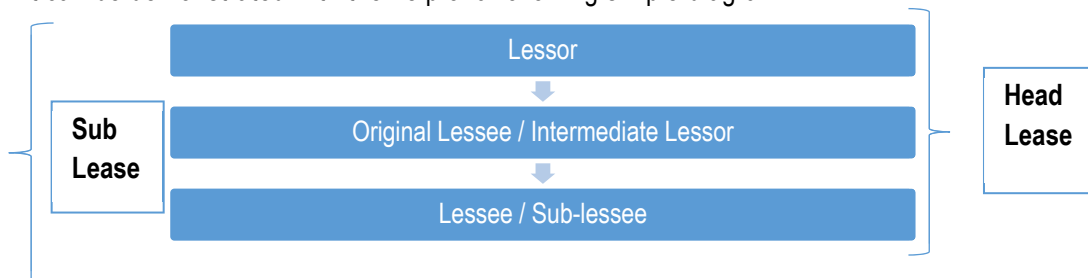 Lessor
Sub
Lease
Original Lessee / Intermediate Lessor
Head
Lease
Lessee / Sub-lessee